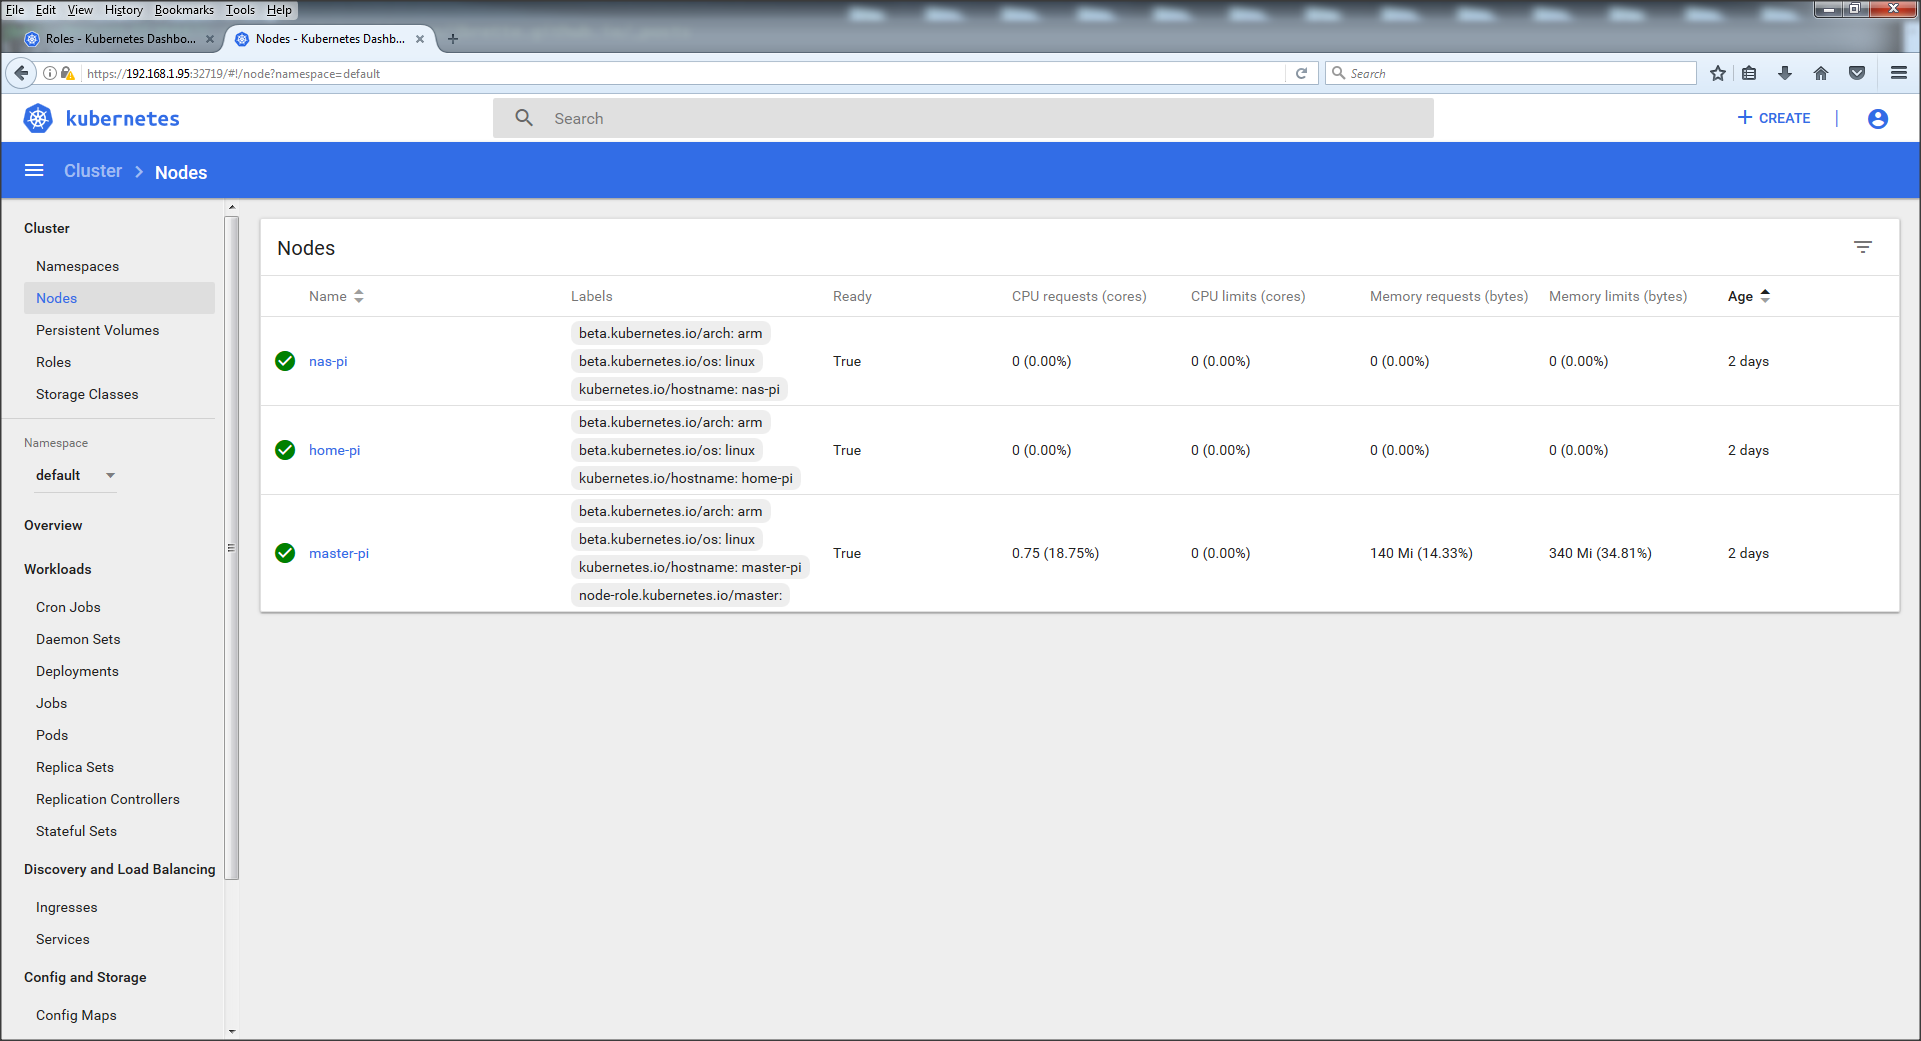 File Edit View History Bookmarks Tools Help
Roles - Kubernetes Dashbo...
Nodes - Kubernetes Dashb...
https://192.168.1.95:32719/#!/node?namespace=default
Search
kubernetes
Search
CREATE
Cluster
Nodes
Cluster
Namespaces
Nodes
Persistent Volumes
Roles
Storage Classes
Namespace
default
Overview
Workloads
Cron Jobs
Daemon Sets
Deployments
Jobs
Pods
Replica Sets
Replication Controllers
Stateful Sets
Discovery and Load Balancing
Ingresses
Services
Config and Storage
Config Maps
Nodes
Name Labels Ready CPU requests (cores) CPU limits (cores) Memory requests (bytes) Memory limits (bytes) Age
beta.kubernetes.io/arch: arm
nas-pi beta.kubernetes.io/os: linux True 0 (0.00%) 0 (0.00%) 0 (0.00%) 0 (0.00%) 2 days
kubernetes.io/hostname: nas-pi
beta.kubernetes.io/arch: arm
home-pi beta.kubernetes.io/os: linux True 0 (0.00%) 0 (0.00%) 0 (0.00%) 0 (0.00%) 2 days
kubernetes.io/hostname: home-pi
beta.kubernetes.io/arch: arm
beta.kubernetes.io/os: linux
master-pi True 0.75 (18.75%) 0 (0.00%) 140 Mi (14.33%) 340 Mi (34.81%) 2 days
kubernetes.io/hostname: master-pi
node-role.kubernetes.io/master: